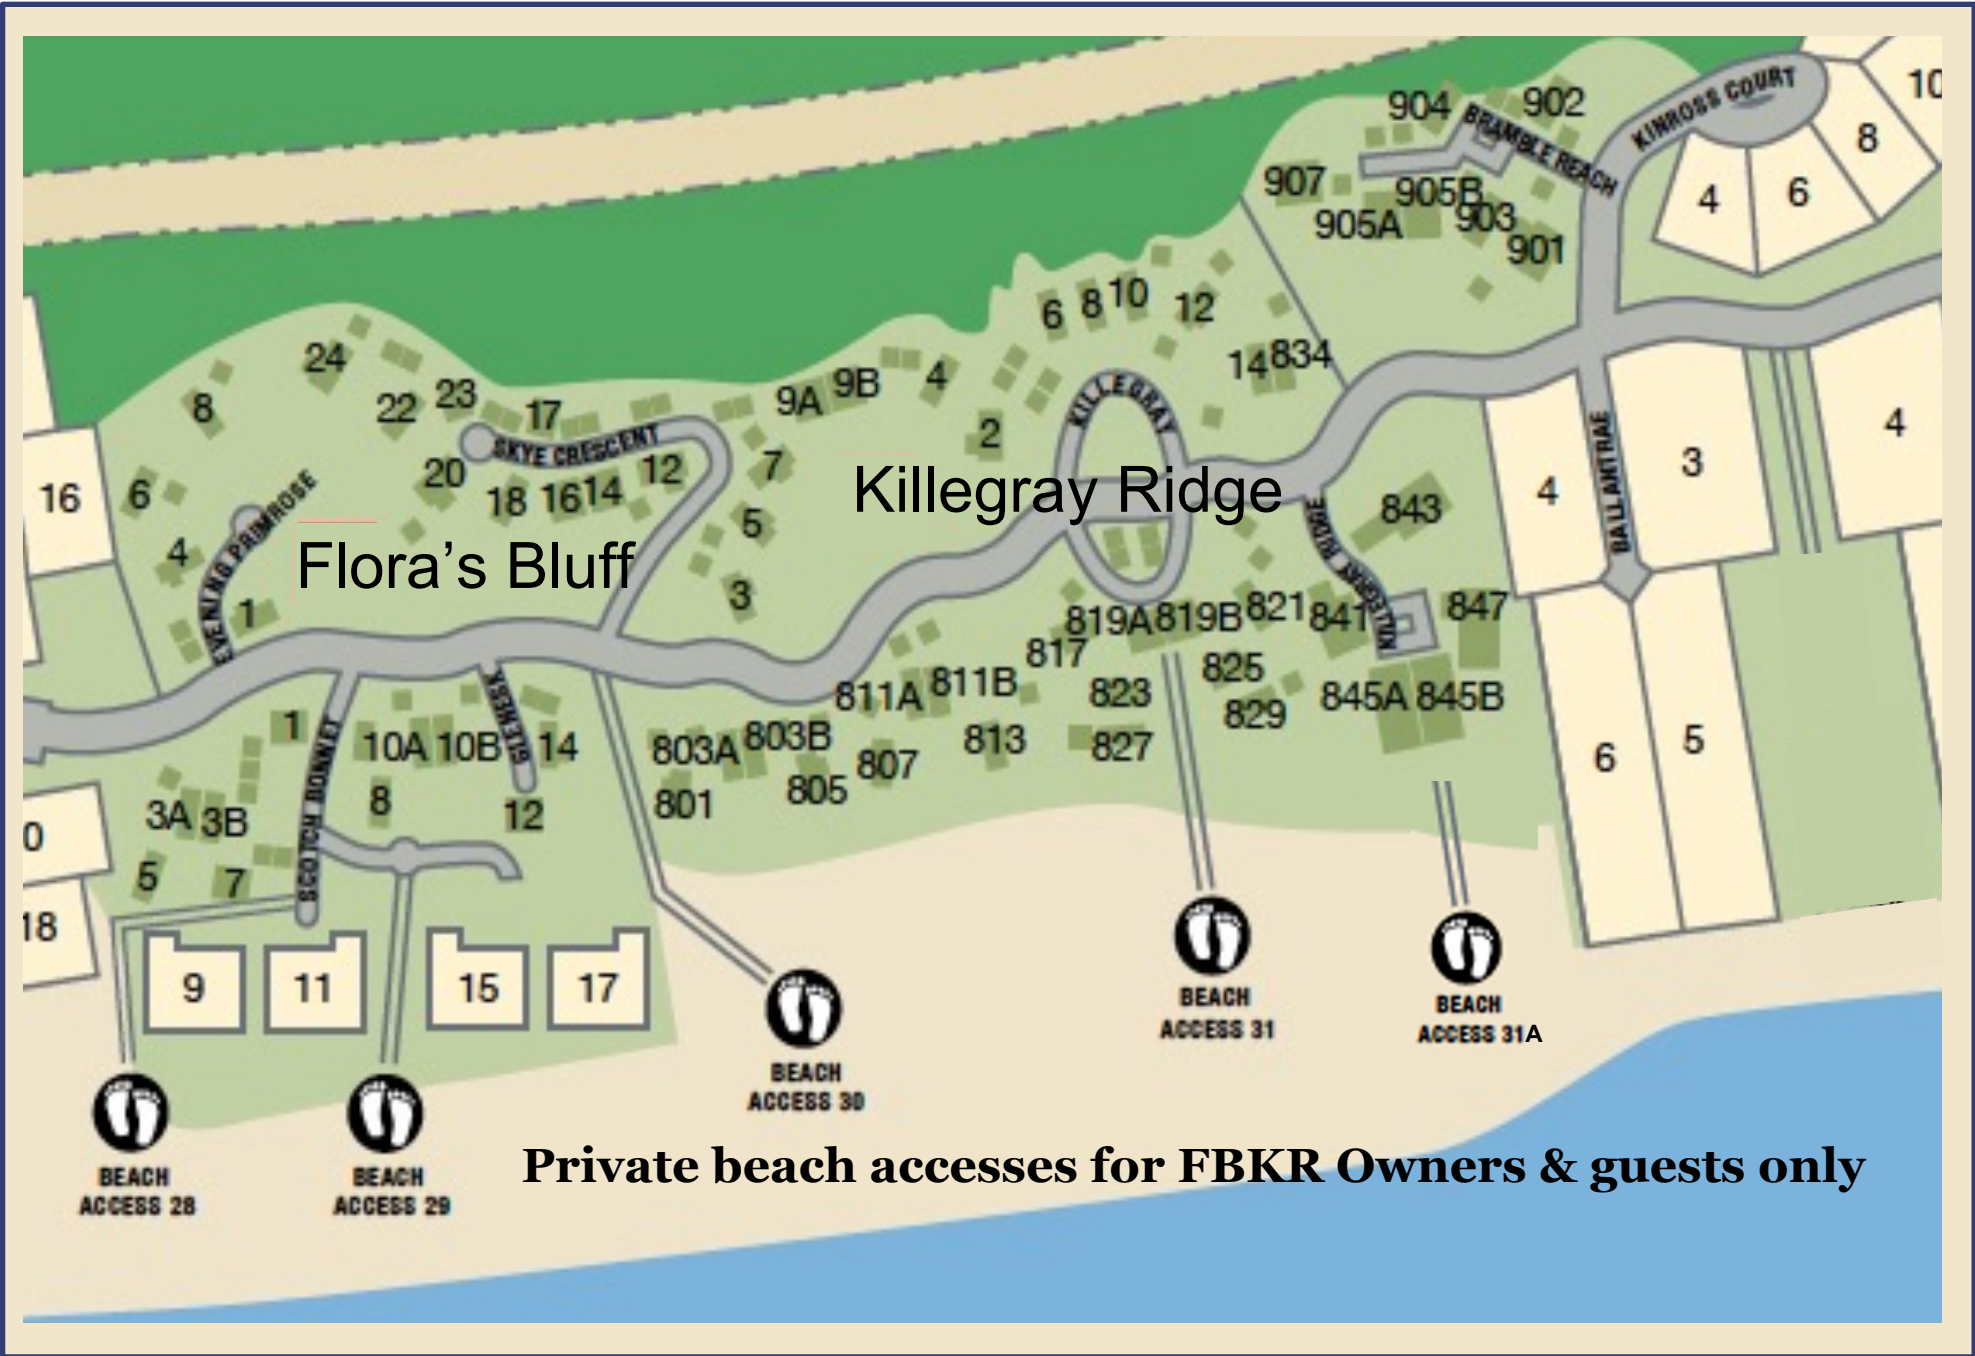 10
KINROSS COURT
904
902
BRAMBLE REACH
8
907
905B
4
6
905A
903
901
6
8
10
12
14
834
24
8
22
23
17
9A
9B
4
2
KILLEGRAY
4
SKYE CRESCENT
20
18
16
14
12
7
16
6
5
4
EVENING PRIMROSE
1
3
Flora's Bluff
Killegray Ridge
843
4
BALLANTRAE
3
KILLEGRAY RIDGE
819A
819B
821
841
847
817
825
811A
811B
823
829
845A
845B
1
SCOTCH BONNET
10A
10B
GLENESK
14
803A
803B
807
813
827
6
5
801
805
8
12
3A
3B
5
7
0
18
9
11
15
17
BEACH
ACCESS 31
BEACH
ACCESS 31A
BEACH
ACCESS 30
BEACH
ACCESS 28
BEACH
ACCESS 29
Private beach accesses for FBKR Owners & guests only